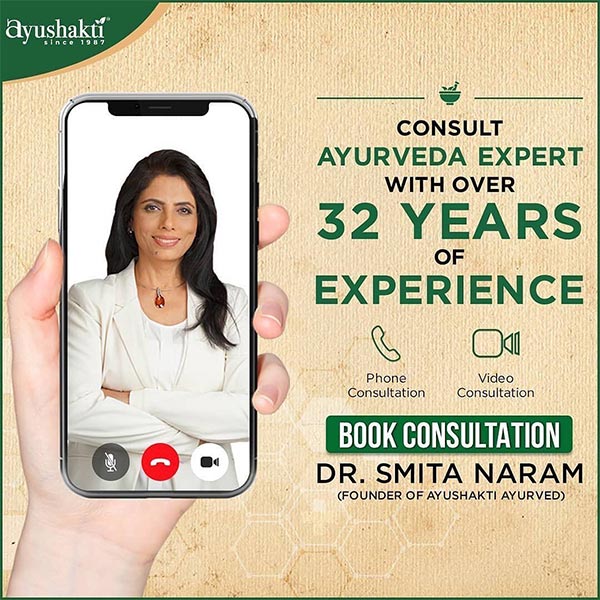 ayushakti
since 1987
CONSULT
AYURVEDA EXPERT
WITH OVER
32 YEARS
OF
EXPERIENCE
Phone Video
Consultation Consultation
BOOK CONSULTATION
DR. SMITA NARAM
(FOUNDER OF AYUSHAKTI AYURVED)